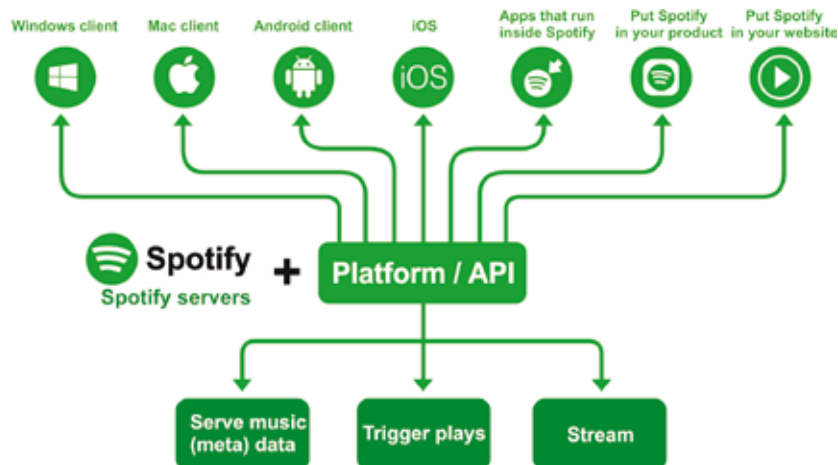 Windows client
Mac client
Android client
iOS
Apps that run
inside Spotify
Put Spotify
in your product
Put Spotify
in your website
iOS
Spotify
Spotify servers
+
Platform / API
Serve music
(meta) data
Trigger plays
Stream